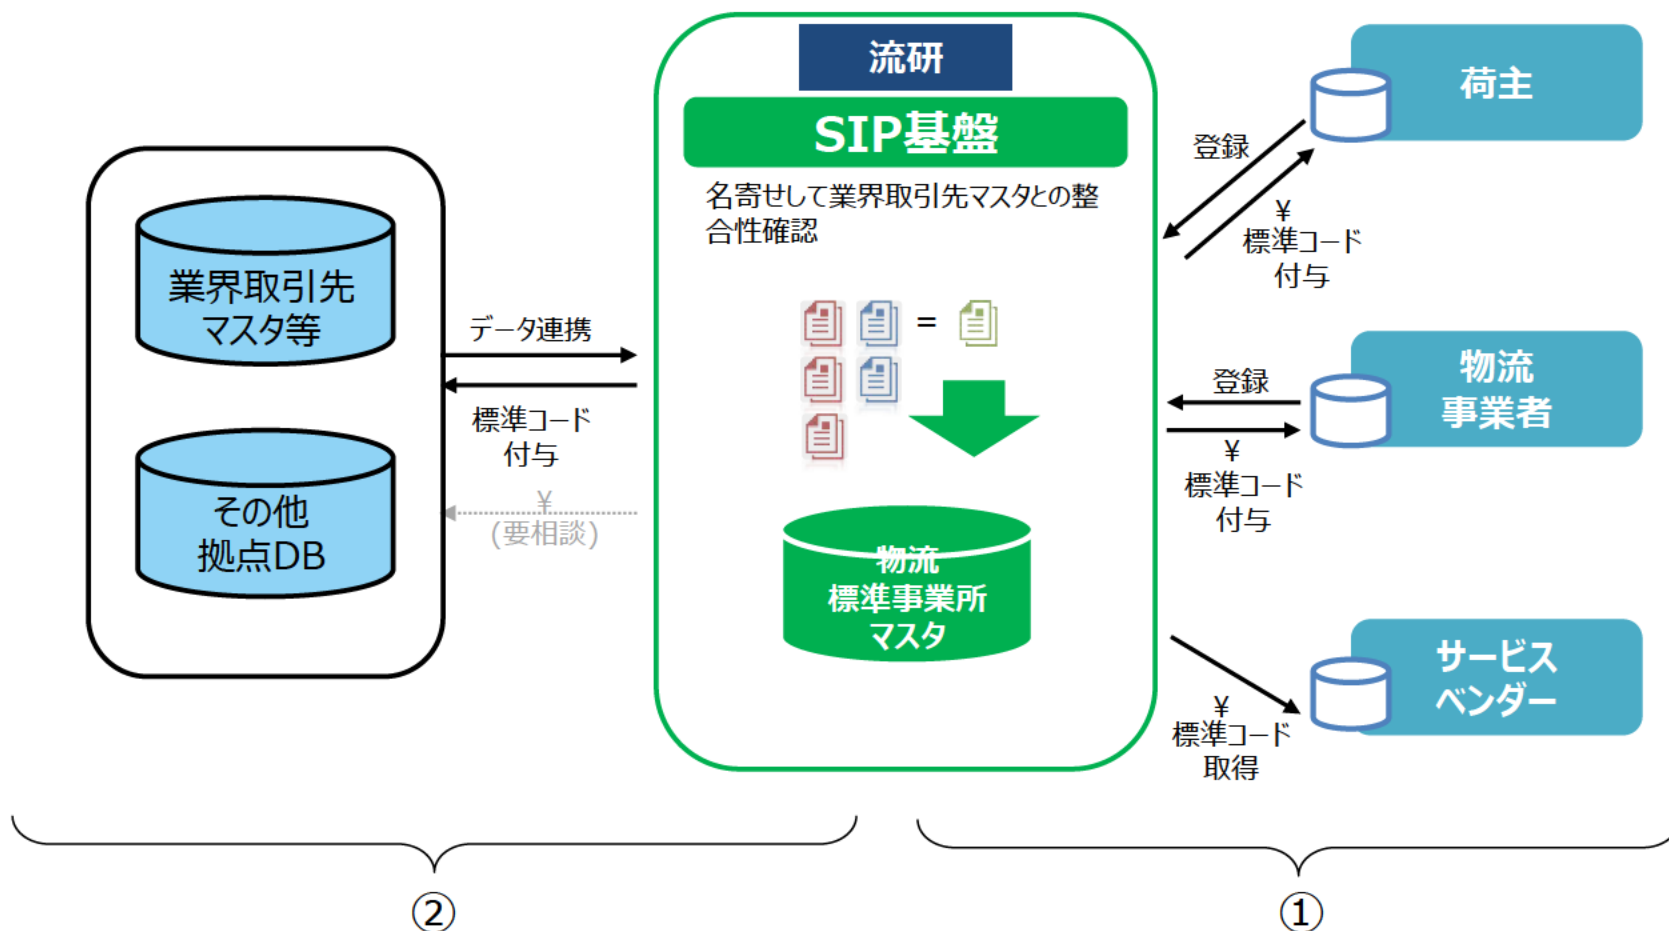 流研
SIP基盤
名寄せして業界取引先マスタとの整
合性確認
=
物流
標準事業所
マスタ
業界取引先
マスタ等
その他
拠点DB
データ連携
標準コード
付与
¥
(要相談)
荷主
登録
¥
標準コード
付与
物流
事業者
登録
¥
標準コード
付与
サービス
ベンダー
¥
標準コード
取得
②
①